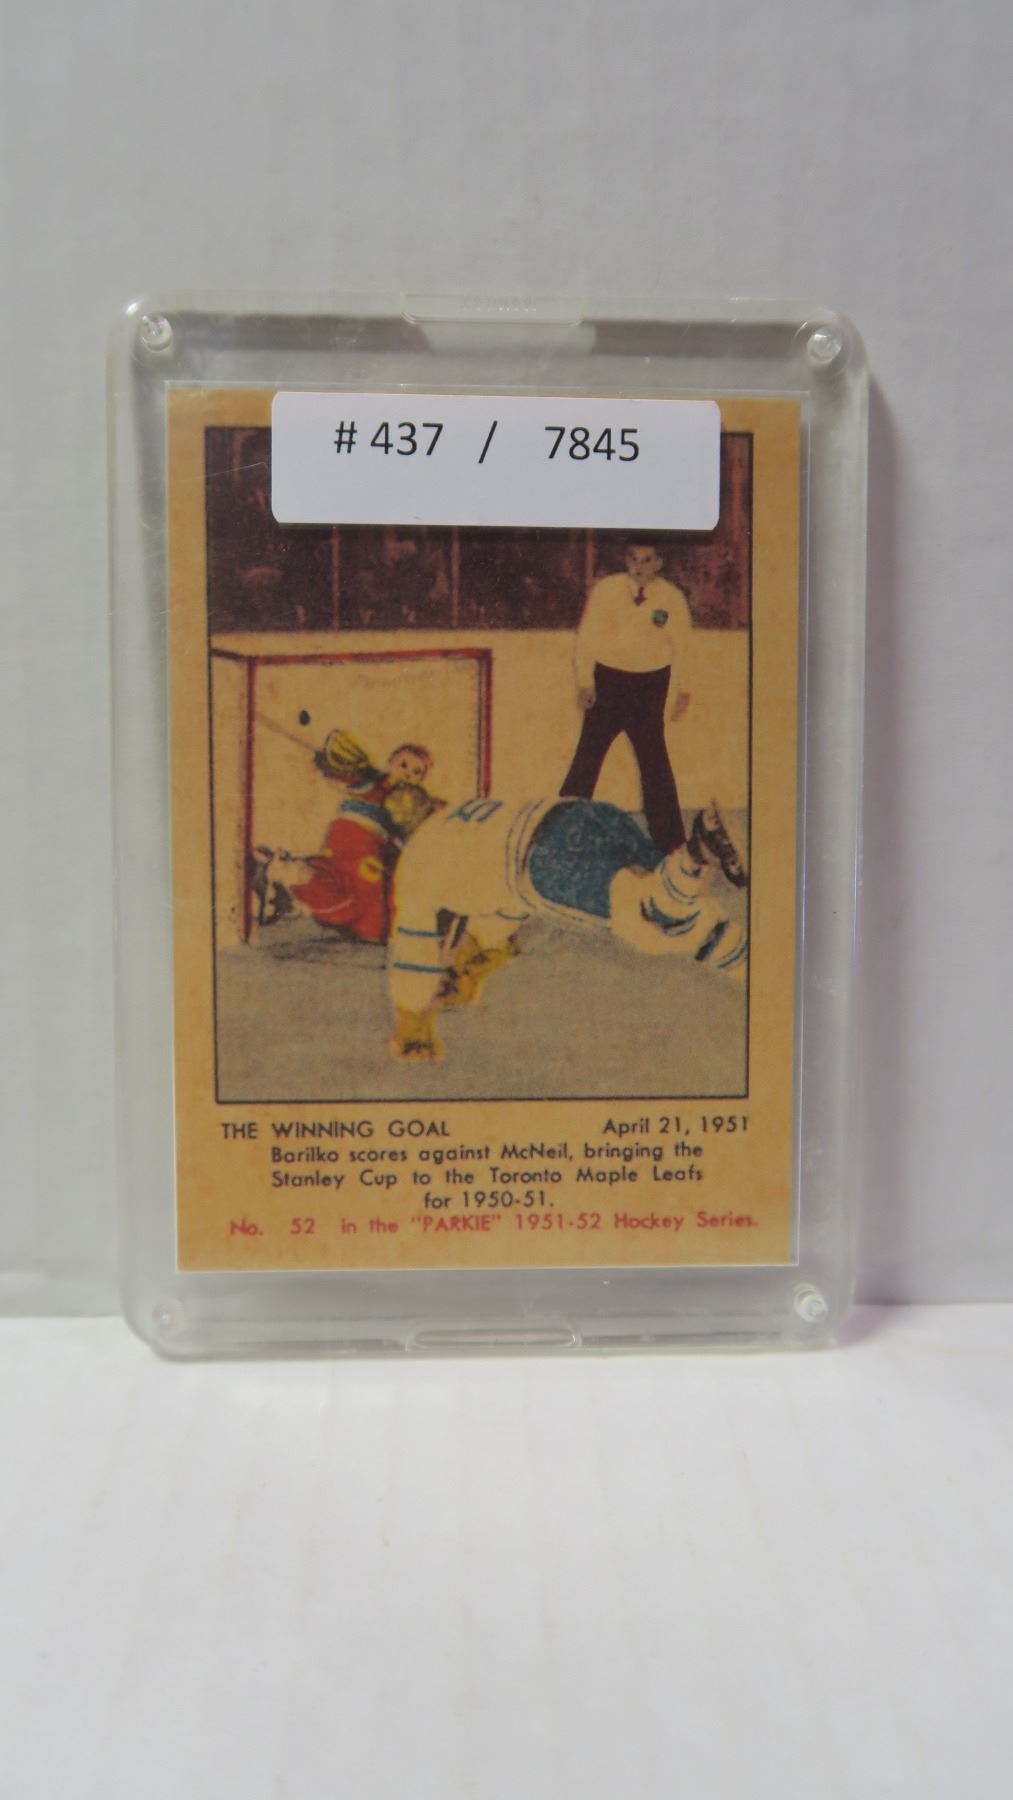 # 437 / 7845
THE WINNING GOAL April 21, 1951
Barilko scores against McNeil, bringing the
Stanley Cup to the Toronto Maple Leafs
for 1950-51.
No. 52 in the "PARKIE" 1951-52 Hockey Series.